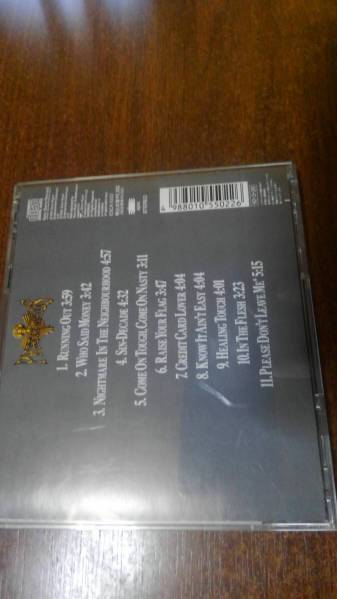 1. RUNNING OUT 3:59
2. WHO SAID MONEY 3:42
3. NIGHTMARE IN THE NEIGHBOURHOOD 4:57
4. SIN-DECADE 4:32
5. COME ON TOUGH, COME ON NASTY 3:11
6. RAISE YOUR FLAG 3:47
7. CREDIT CARD LOVER 4:04
8. KNOW IT AIN'T EASY 4:04
9. HEALING TOUCH 4:01
10. IN THE FLESH 3:23
11. PLEASE DON'T LEAVE ME* 5:15
4 988010 550226